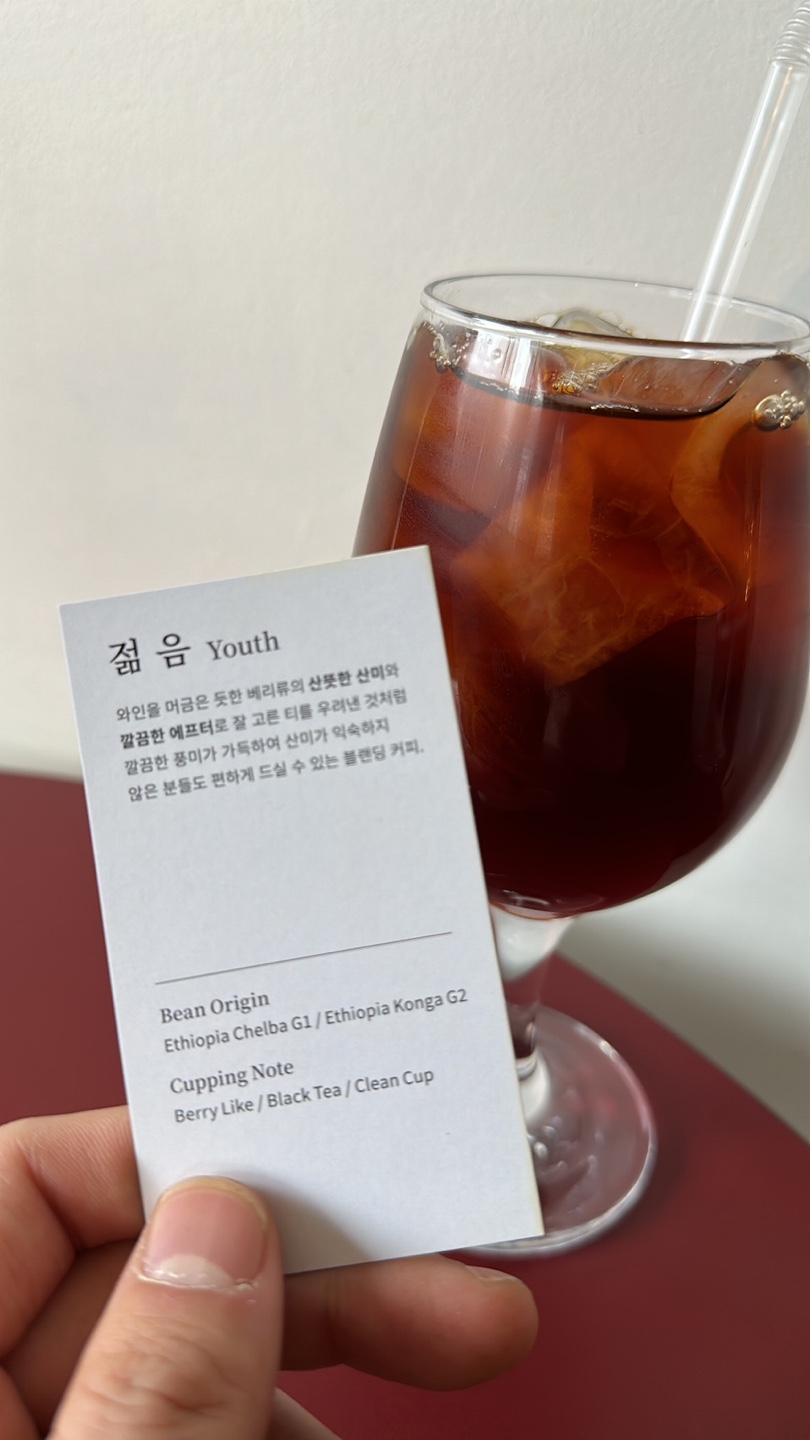 젊음 Youth
와인을 머금은 듯한 베리류의 산뜻한 산미와
깔끔한 에프터로 잘 고른 티를 우려낸 것처럼
깔끔한 풍미가 가득하여 산미가 익숙하지
않은 분들도 편하게 드실 수 있는 블랜딩 커피.
Bean Origin
Ethiopia Chelba G1 / Ethiopia Konga G2
Cupping Note
Berry Like / Black Tea / Clean Cup